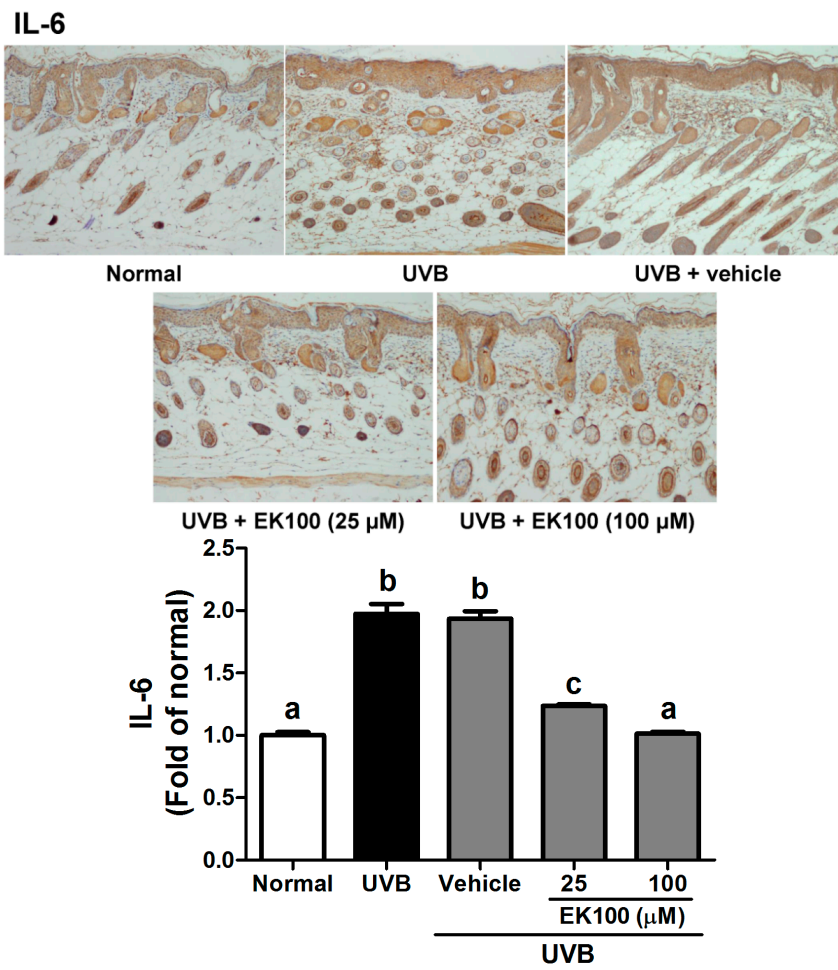 IL-6
Normal UVB UVB + vehicle
UVB + EK100 (25 µM) UVB + EK100 (100 µM)
IL-6
(Fold of normal)
2.5
2.0
1.5
1.0
0.5
0.0
a b b c a
Normal UVB Vehicle 25 100
EK100 (µM)
UVB